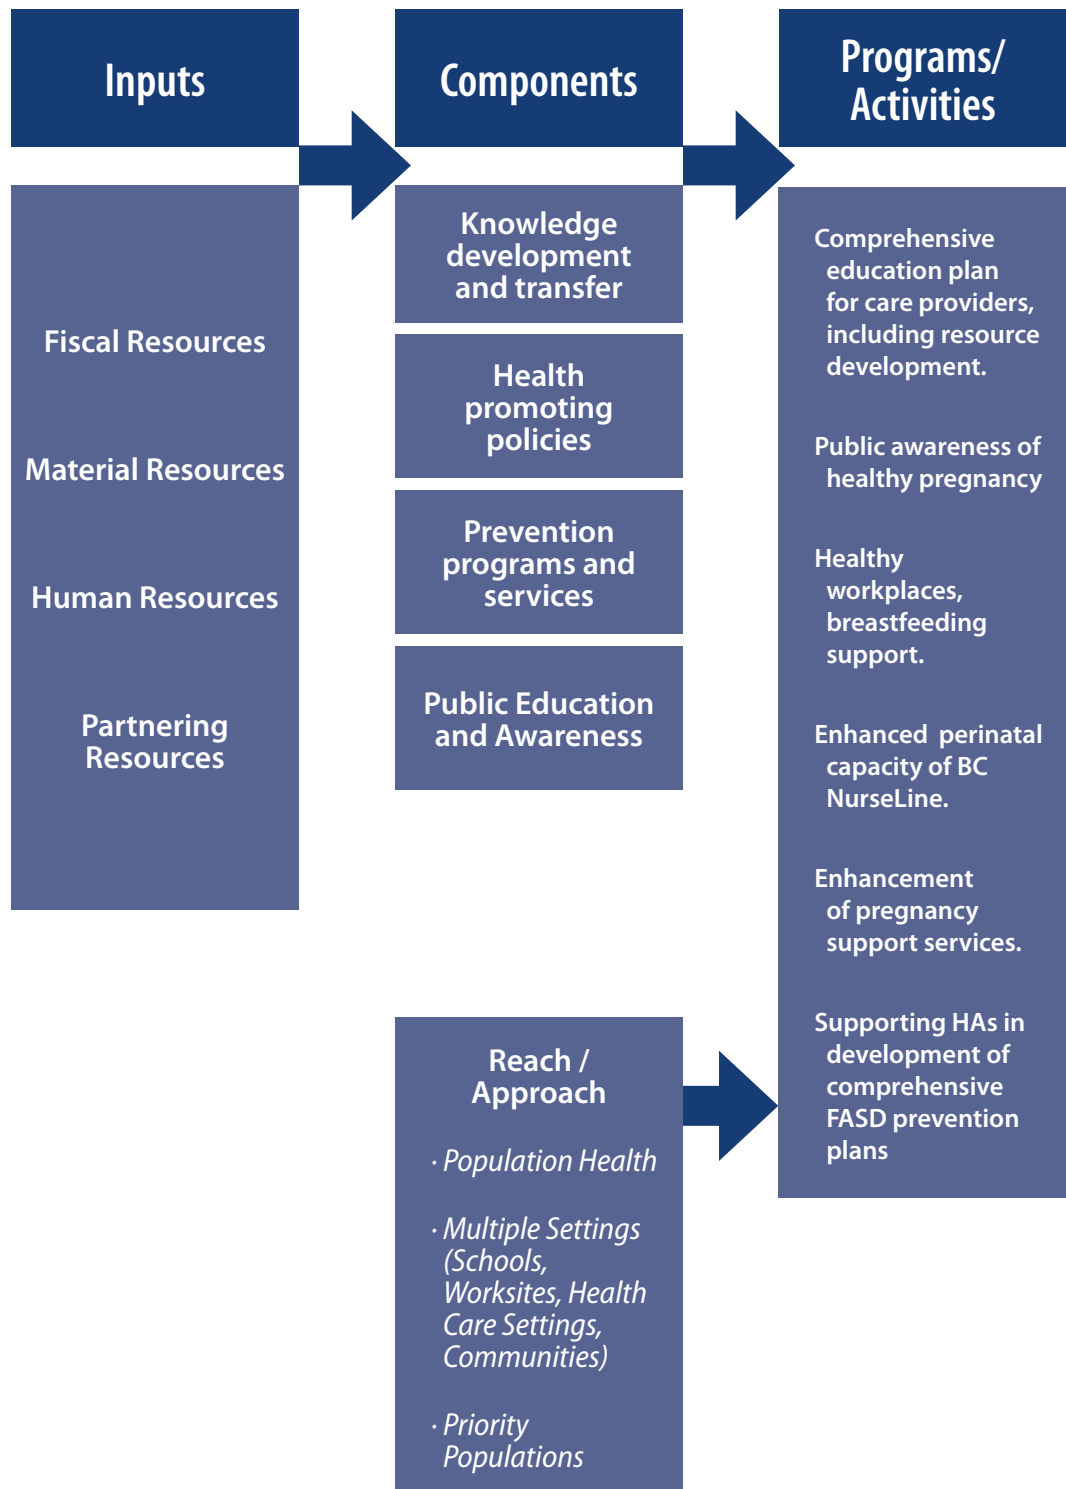 Inputs
Fiscal Resources
Material Resources
Human Resources
Partnering
Resources
Components
Knowledge
development
and transfer
Health
promoting
policies
Prevention
programs and
services
Public Education
and Awareness
Reach /
Approach
· Population Health
· Multiple Settings
(Schools,
Worksites, Health
Care Settings,
Communities)
· Priority
Populations
Programs/
Activities
Comprehensive
education plan
for care providers,
including resource
development.
Public awareness of
healthy pregnancy
Healthy
workplaces,
breastfeeding
support.
Enhanced perinatal
capacity of BC
NurseLine.
Enhancement
of pregnancy
support services.
Supporting HAs in
development of
comprehensive
FASD prevention
plans